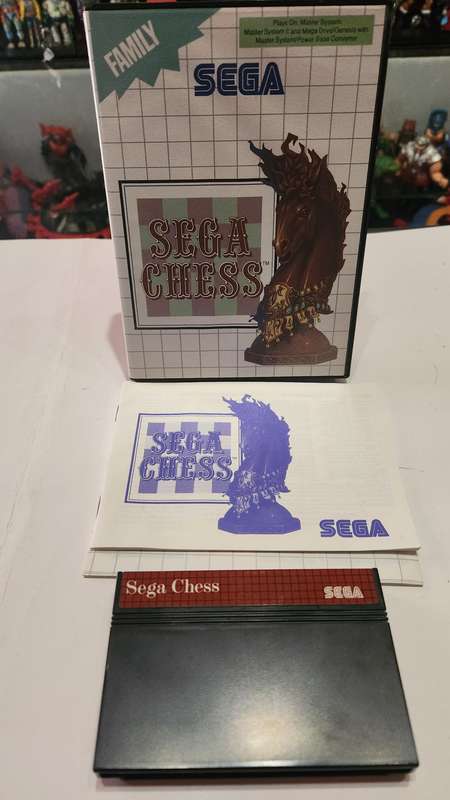 FAMILY
Plays On: Master System,
Master System II and Mega Drive/Genesis with
Master System/Power Base Converter
SEGA
SEGA
CHESS™
SEGA
CHESS
SEGA
Sega Chess
SEGA